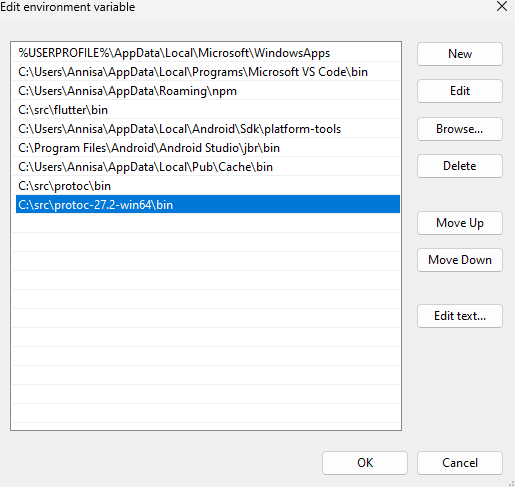 Edit environment variable
%USERPROFILE%\AppData\Local\Microsoft\WindowsApps
C:\Users\Annisa\AppData\Local\Programs\Microsoft VS Code\bin
C:\Users\Annisa\AppData\Roaming\npm
C:\src\flutter\bin
C:\Users\Annisa\AppData\Local\Android\Sdk\platform-tools
C:\Program Files\Android\Android Studio\jbr\bin
C:\Users\Annisa\AppData\Local\Pub\Cache\bin
C:\src\protoc\bin
C:\src\protoc-27.2-win64\bin
New
Edit
Browse...
Delete
Move Up
Move Down
Edit text...
OK
Cancel